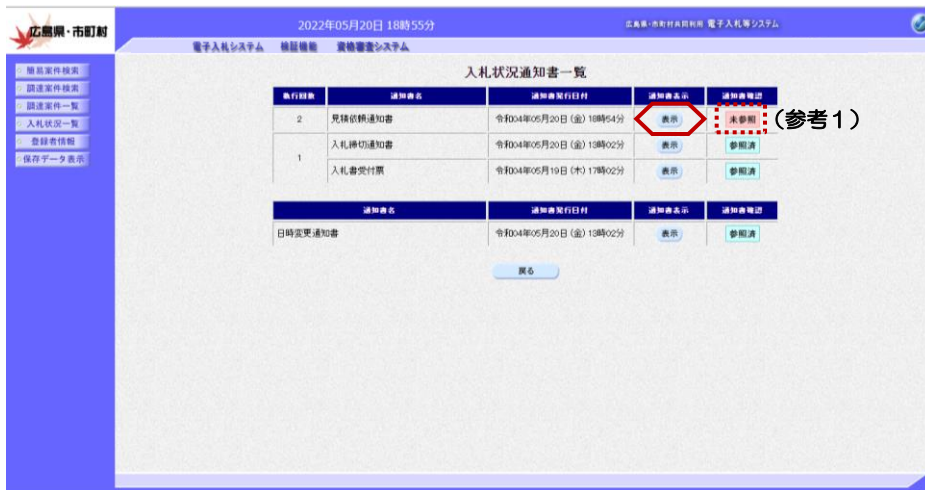 広島県・市町村
2022年05月20日 18時55分
広島県・市町村共同利用 電子入札等システム
電子入札システム 検証機能 資格審査システム
簡易案件検索
調達案件検索
調達案件一覧
入札状況一覧
登録者情報
保存データ表示
入札状況通知書一覧
執行回数 通知書名 通知書発行日付 通知書表示 通知書確認
2 見積依頼通知書 令和04年05月20日(金) 18時54分 表示 未参照 (参考1)
1
入札締切通知書 令和04年05月20日(金) 13時02分 表示 参照済
入札書受付票 令和04年05月19日(木) 17時02分 表示 参照済
通知書名 通知書発行日付 通知書表示 通知書確認
日時変更通知書 令和04年05月20日(金) 13時02分 表示 参照済
戻る